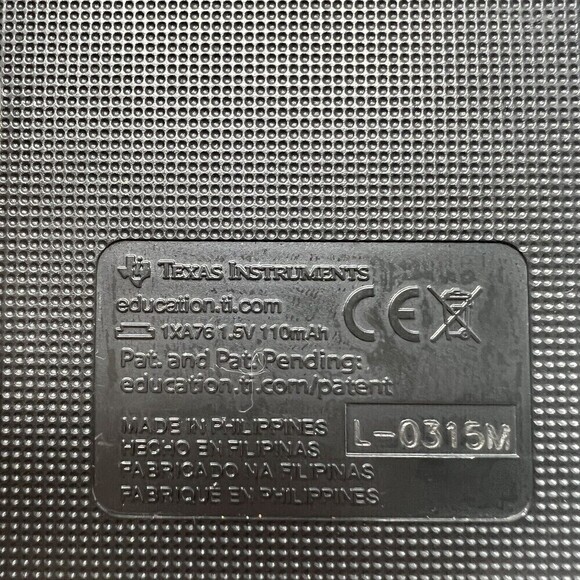 TEXAS INSTRUMENTS
education.ti.com
1XA76 1.5V 110mAh
Pat. and Pat. Pending:
education.ti.com/patent
MADE IN PHILIPPINES
HECHO EN FILIPINAS
FABRICADO NA FILIPINAS
FABRIQUÉ EN PHILIPPINES
CE
L-0315M